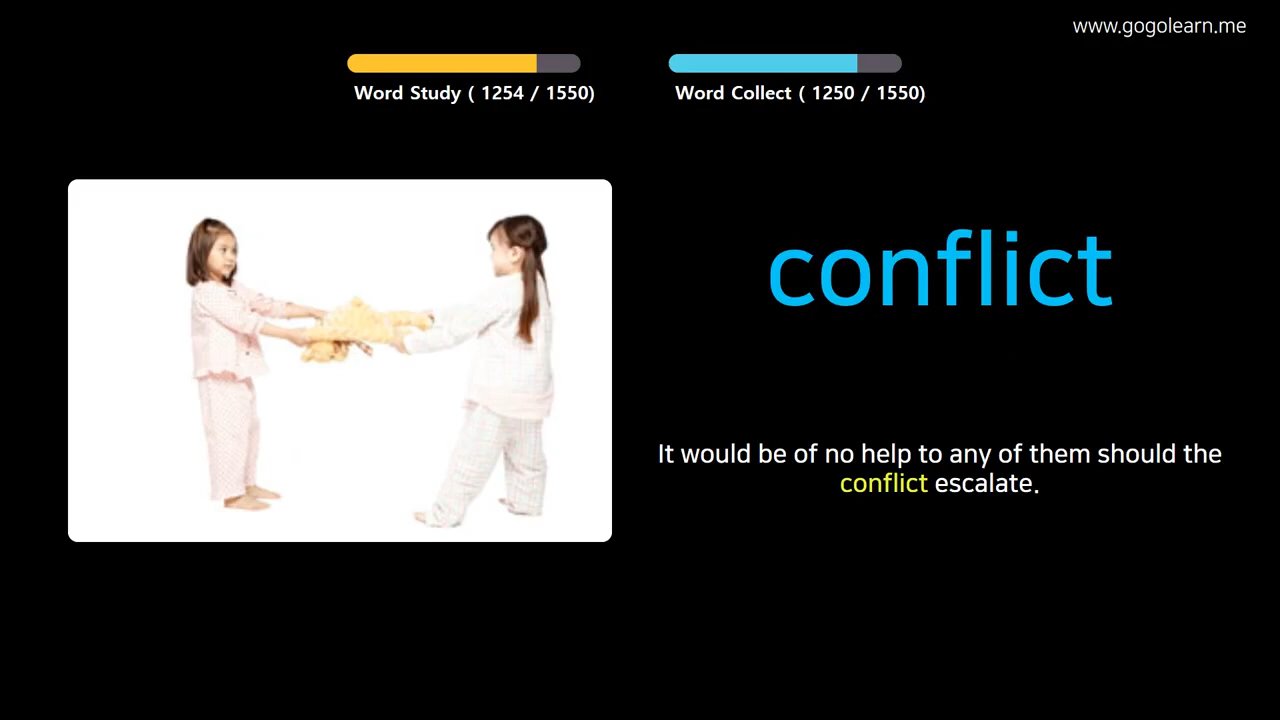 www.gogolearn.me
Word Study ( 1254 / 1550)
Word Collect ( 1250 / 1550)
conflict
It would be of no help to any of them should the
conflict escalate.